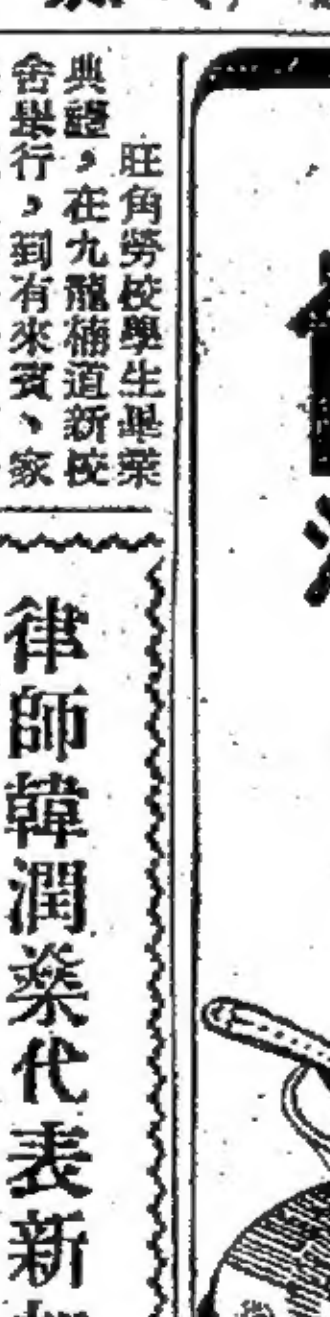 旺角勞校學生畢業
典禮，在九龍楠道新校
舍舉行，到有來賓、家
律師韓潤燊代表新